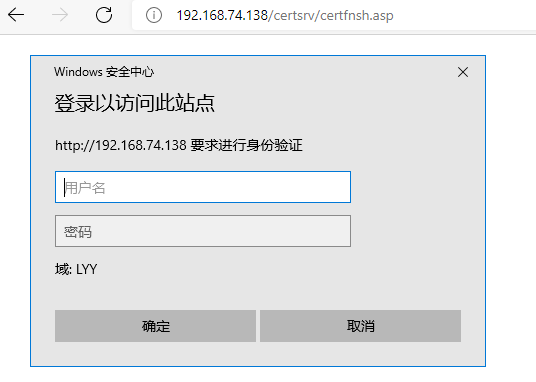 192.168.74.138/certsrv/certfnsh.asp
Windows 安全中心
登录以访问此站点
http://192.168.74.138 要求进行身份验证
用户名
密码
域: LYY
确定
取消